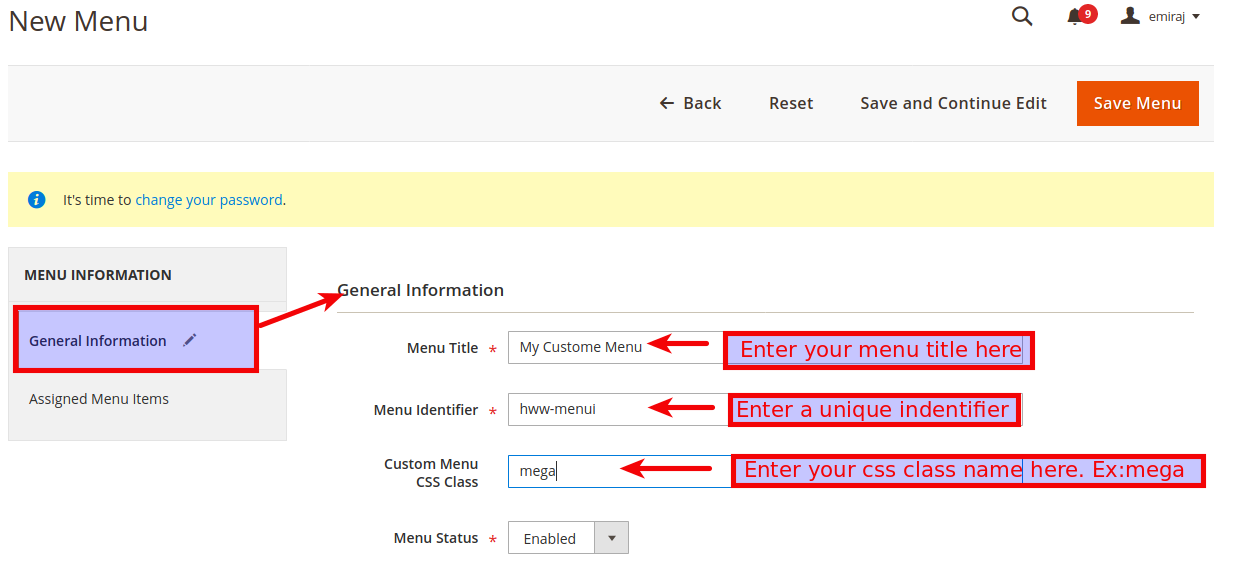 New Menu
9
emiraj
Back
Reset
Save and Continue Edit
Save Menu
It's time to change your password.
MENU INFORMATION
General Information
Assigned Menu Items
General Information
Menu Title *
My Custome Menu
Enter your menu title here
Menu Identifier *
hww-menui
Enter a unique indentifier
Custom Menu
CSS Class
mega
Enter your css class name here. Ex:mega
Menu Status *
Enabled